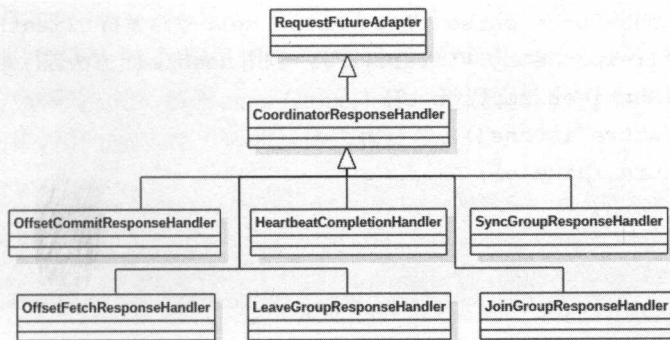 RequestFutureAdapter
CoordinatorResponseHandler
OffsetCommitResponseHandler
HeartbeatCompletionHandler
SyncGroupResponseHandler
OffsetFetchResponseHandler
LeaveGroupResponseHandler
JoinGroupResponseHandler